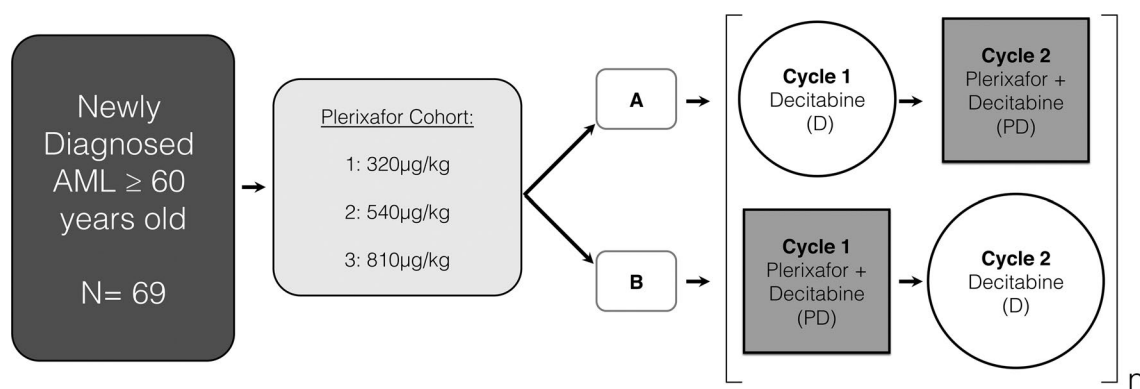 Newly
Diagnosed
AML ≥ 60
years old
N= 69
Plerixafor Cohort:
1: 320µg/kg
2: 540µg/kg
3: 810µg/kg
A
Cycle 1
Decitabine
(D)
Cycle 2
Plerixafor +
Decitabine
(PD)
B
Cycle 1
Plerixafor +
Decitabine
(PD)
Cycle 2
Decitabine
(D)